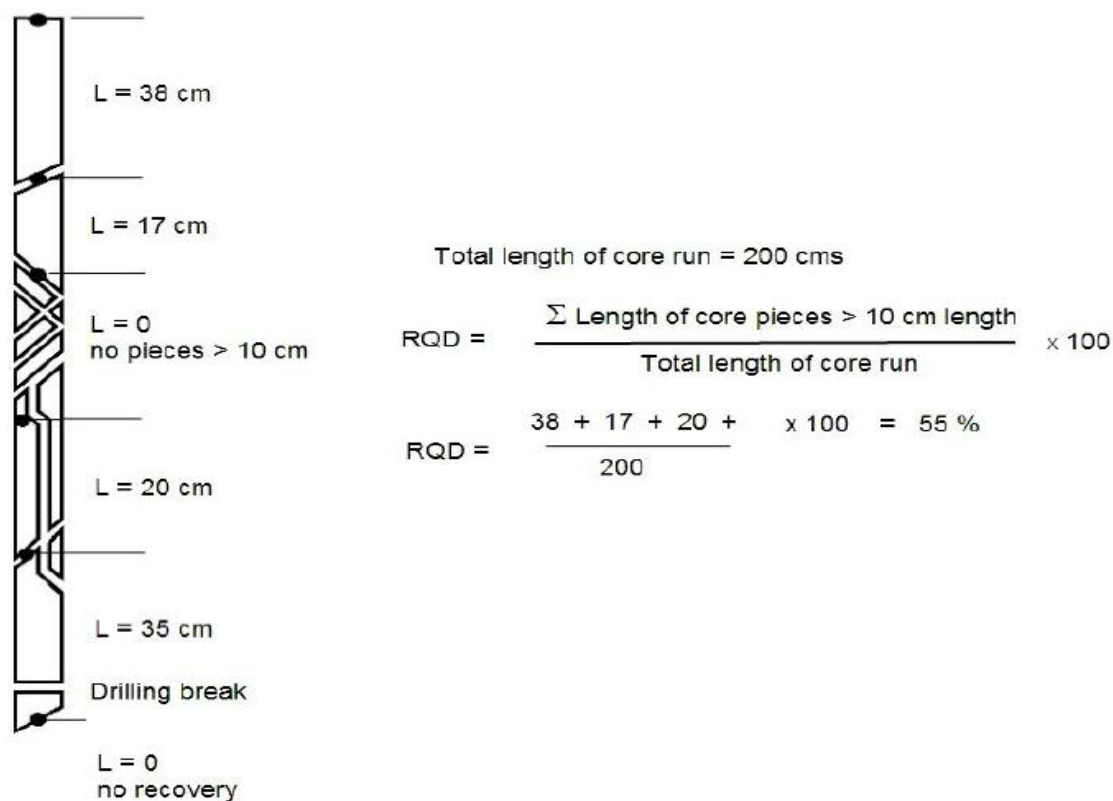 L = 38 cm
L = 17 cm
L = 0
no pieces > 10 cm
L = 20 cm
L = 35 cm
Drilling break
L = 0
no recovery
Total length of core run = 200 cms
RQD = Σ Length of core pieces > 10 cm length x 100
Total length of core run
RQD = 38 + 17 + 20 + x 100 = 55 %
200